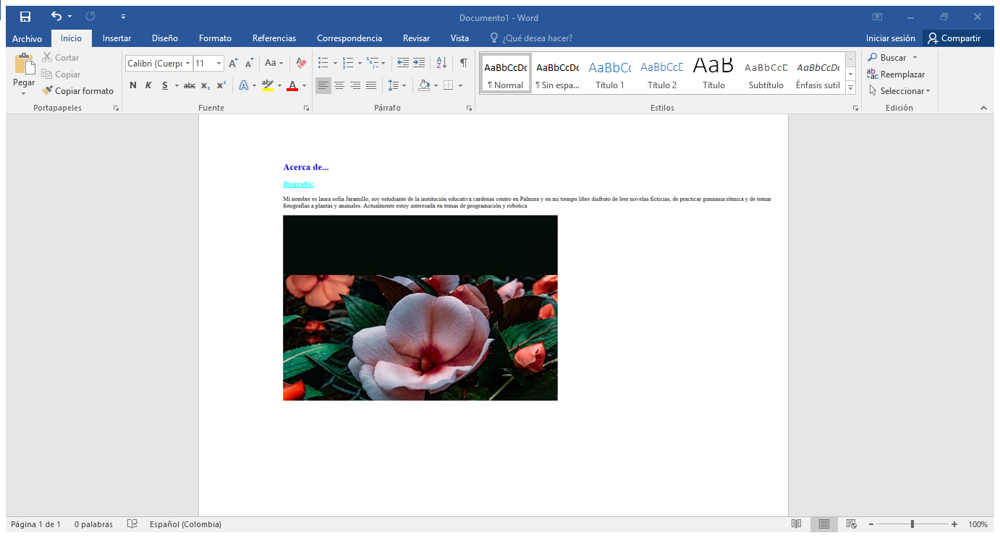 Documento1 - Word
Archivo Inicio Insertar Diseño Formato Referencias Correspondencia Revisar Vista ¿Qué desea hacer? Iniciar sesión Compartir
Pegar
Cortar
Copiar
Copiar formato
Portapapeles
Calibri (Cuerpo 11 A A Aa
N K S abc x₂ x² A aby A
Fuente
Párrafo
AaBbCcDc AaBbCcDc AaBbCc AaBbCcD AaB AaBbCcD AaBbCcDc
¶ Normal ¶ Sin espa... Título 1 Título 2 Título Subtítulo Énfasis sutil
Estilos
Buscar
Reemplazar
Seleccionar
Edición
Acerca de...
Biografía:
Mi nombre es laura sofia Jaramillo, soy estudiante de la institución educativa cardenas centro en Palmira y en mi tiempo libre disfruto de leer novelas ficticias, de practicar gimnasia rítmica y de tomar
fotografías a plantas y animales. Actualmente estoy interesada en temas de programación y robotica
Página 1 de 1 0 palabras Español (Colombia) 100%